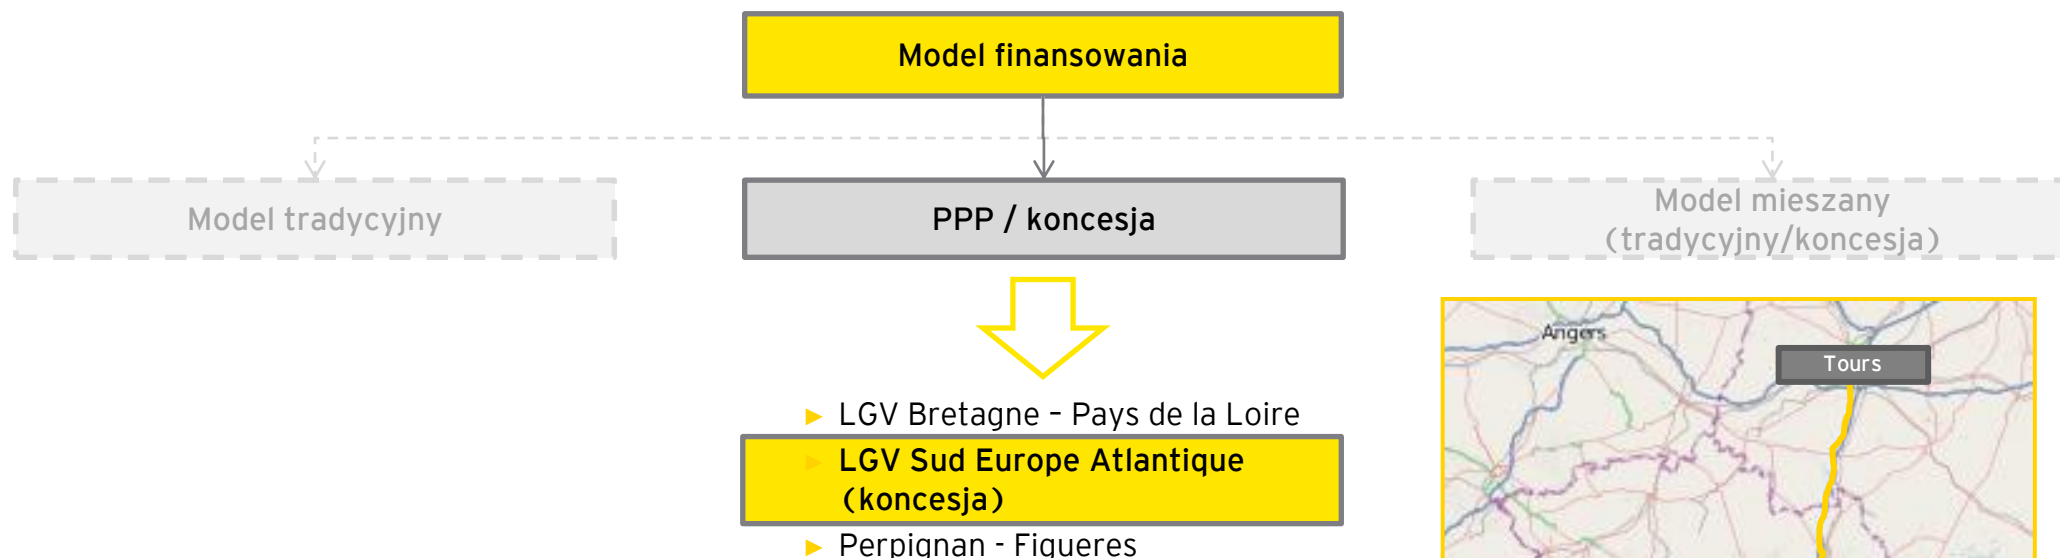 Model finansowania
Model tradycyjny
PPP / koncesja
Model mieszany
(tradycyjny/koncesja)
Angers
Tours
► LGV Bretagne – Pays de la Loire
► LGV Sud Europe Atlantique
(koncesja)
► Perpignan - Figueres